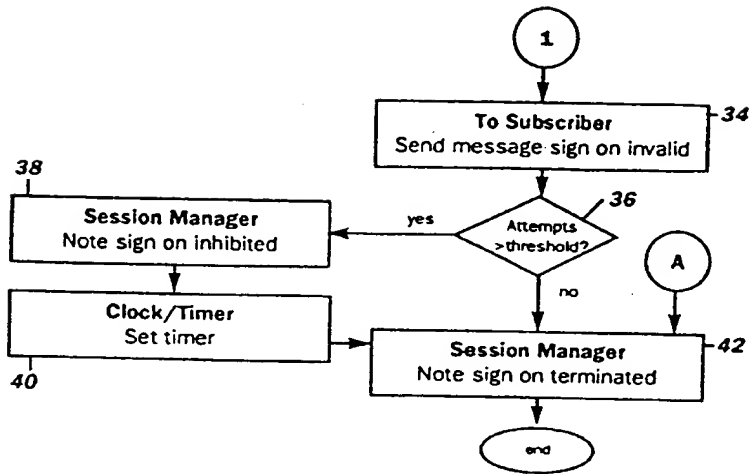 1
To Subscriber
Send message sign on invalid
34
38
Session Manager
Note sign on inhibited
yes
Attempts
>threshold?
36
A
no
Clock/Timer
Set timer
40
Session Manager
Note sign on terminated
42
end